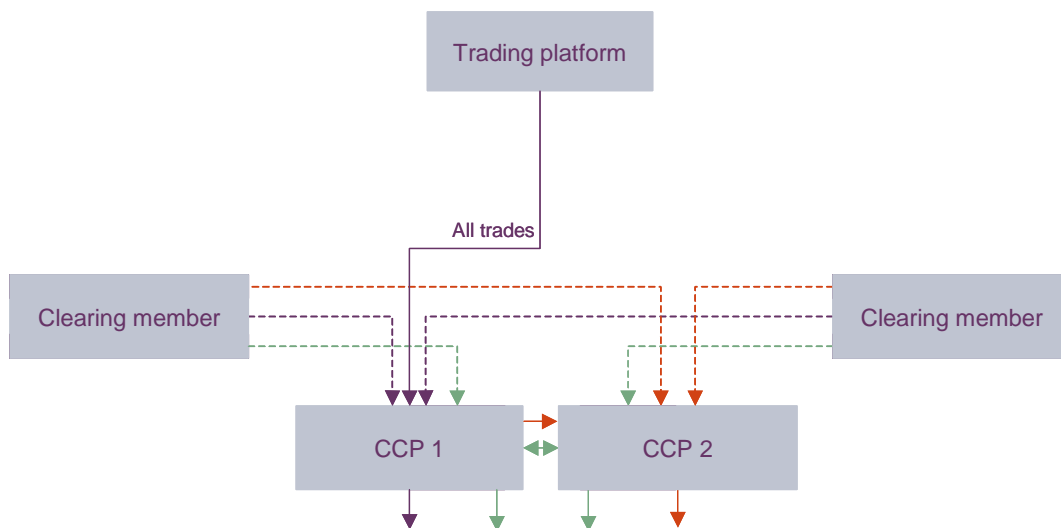 Trading platform
All trades
Clearing member
Clearing member
CCP 1
CCP 2